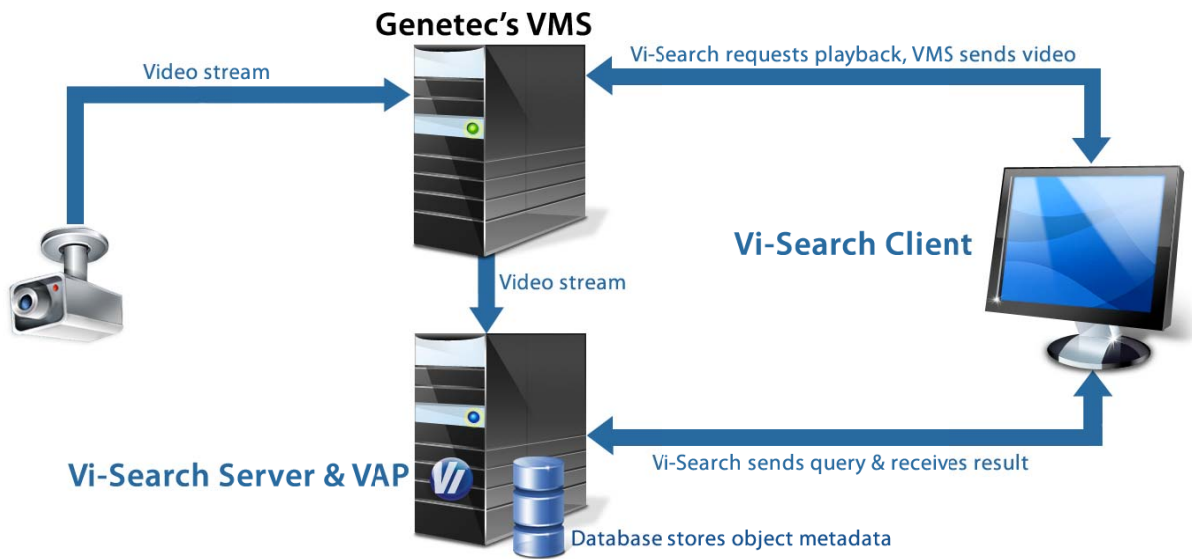 Genetec's VMS
Video stream
Vi-Search requests playback, VMS sends video
Vi-Search Client
Video stream
Vi-Search Server & VAP
Vi
Vi-Search sends query & receives result
Database stores object metadata